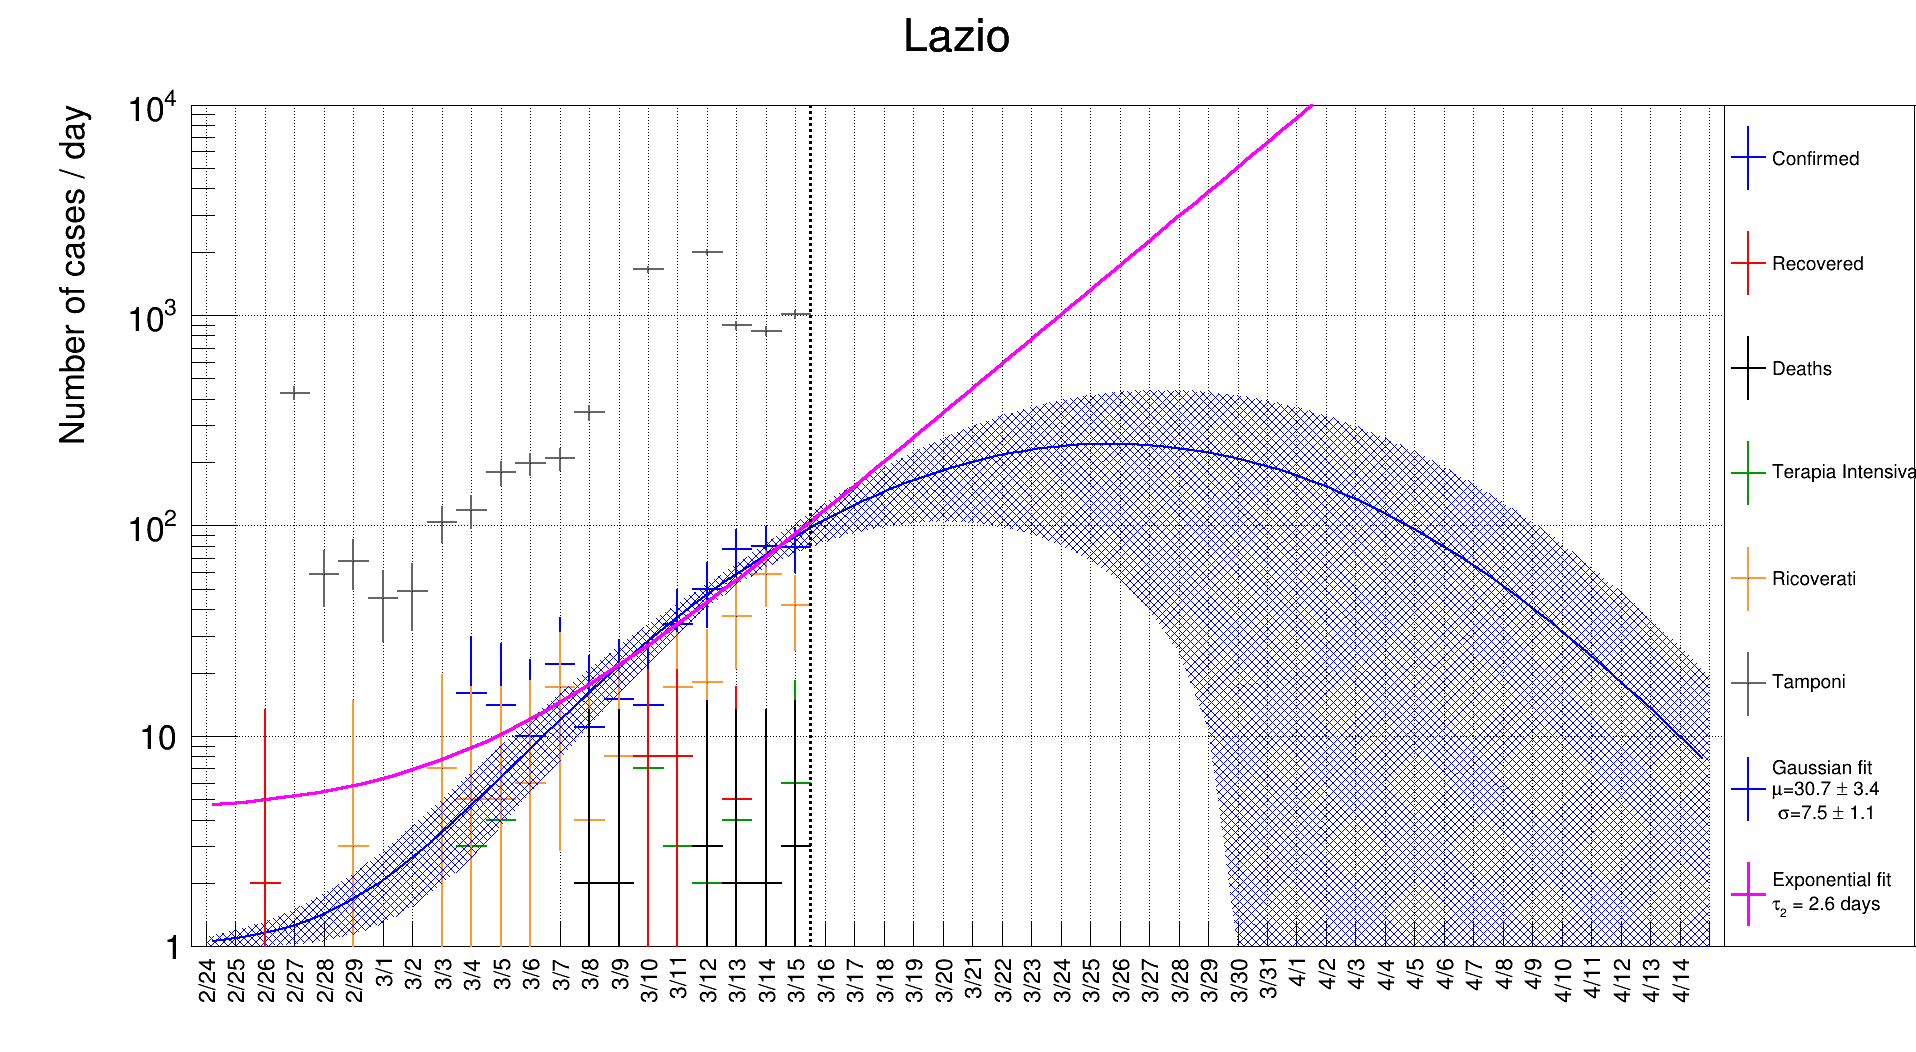 Lazio
Number of cases / day
10⁴
10³
10²
10
1
2/24 2/25 2/26 2/27 2/28 2/29 3/1 3/2 3/3 3/4 3/5 3/6 3/7 3/8 3/9 3/10 3/11 3/12 3/13 3/14 3/15 3/16 3/17 3/18 3/19 3/20 3/21 3/22 3/23 3/24 3/25 3/26 3/27 3/28 3/29 3/30 3/31 4/1 4/2 4/3 4/4 4/5 4/6 4/7 4/8 4/9 4/10 4/11 4/12 4/13 4/14
Confirmed
Recovered
Deaths
Terapia Intensiva
Ricoverati
Tamponi
Gaussian fit
μ=30.7 ± 3.4
σ=7.5 ± 1.1
Exponential fit
τ₂ = 2.6 days